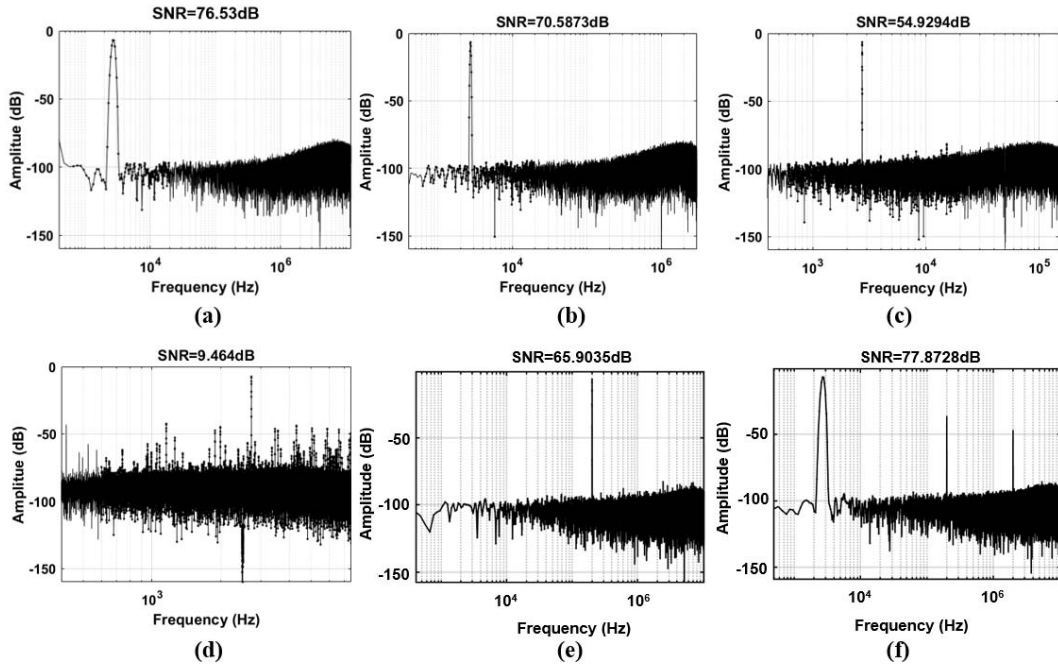 SNR=76.53dB
0
-50
-100
-150
Amplitue (dB)
10^4
10^6
Frequency (Hz)
(a)
SNR=70.5873dB
0
-50
-100
-150
Amplitue (dB)
10^4
10^6
Frequency (Hz)
(b)
SNR=54.9294dB
0
-50
-100
-150
Amplitue (dB)
10^3
10^4
10^5
Frequency (Hz)
(c)
SNR=9.464dB
0
-50
-100
-150
Amplitue (dB)
10^3
Frequency (Hz)
(d)
SNR=65.9035dB
0
-50
-100
-150
Amplitude (dB)
10^4
10^6
Frequency (Hz)
(e)
SNR=77.8728dB
0
-50
-100
-150
Amplitude (dB)
10^4
10^6
Frequency (Hz)
(f)